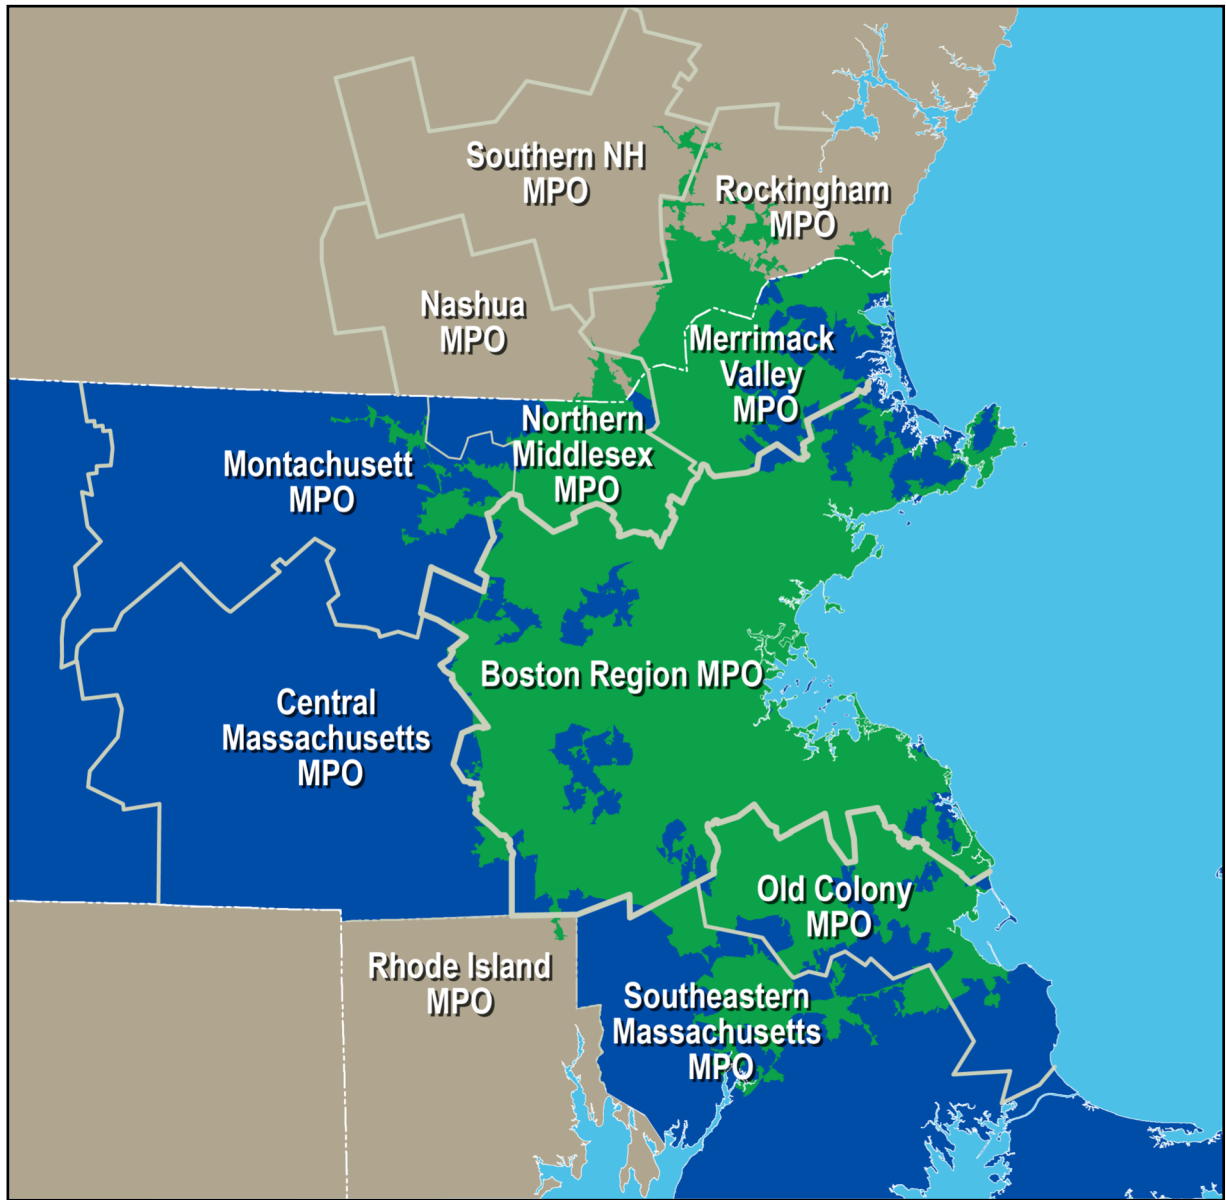 Southern NH
MPO
Rockingham
MPO
Nashua
MPO
Merrimack
Valley
MPO
Northern
Middlesex
MPO
Montachusett
MPO
Boston Region MPO
Central
Massachusetts
MPO
Old Colony
MPO
Rhode Island
MPO
Southeastern
Massachusetts
MPO